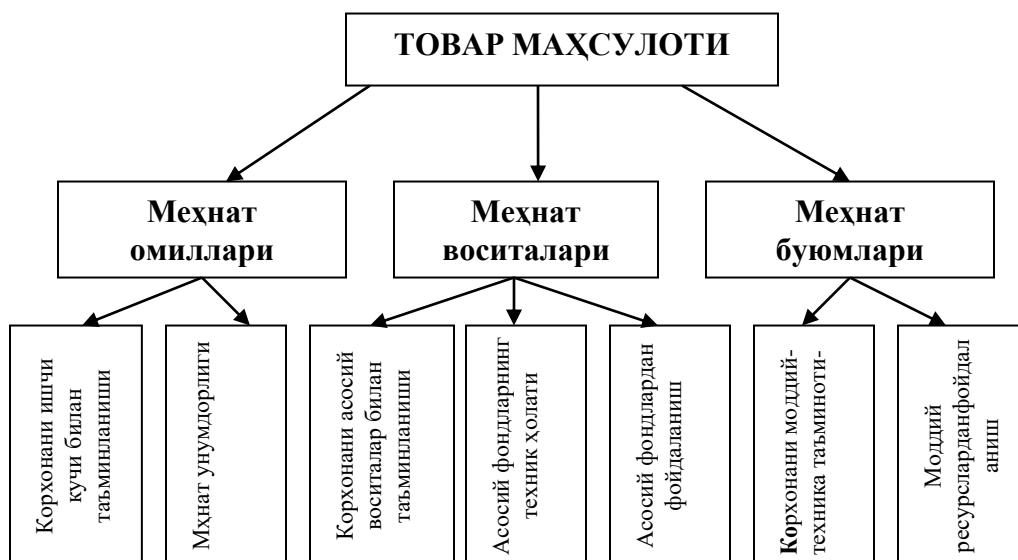 ТОВАР МАҲСУЛОТИ
Меҳнат
омиллари
Меҳнат
воситалари
Меҳнат
буюмлари
Корхонани ишчи
кучи билан
таъминланиши
Мҳнат унумдорлиги
Корхонани асосий
воситалар билан
таъминланиши
Асосий фондларнинг
техник ҳолати
Асосий фондлардан
фойдаланиш
Корхонани моддий-
техника таъминоти-
Моддий
ресурсларданфойдал
аниш